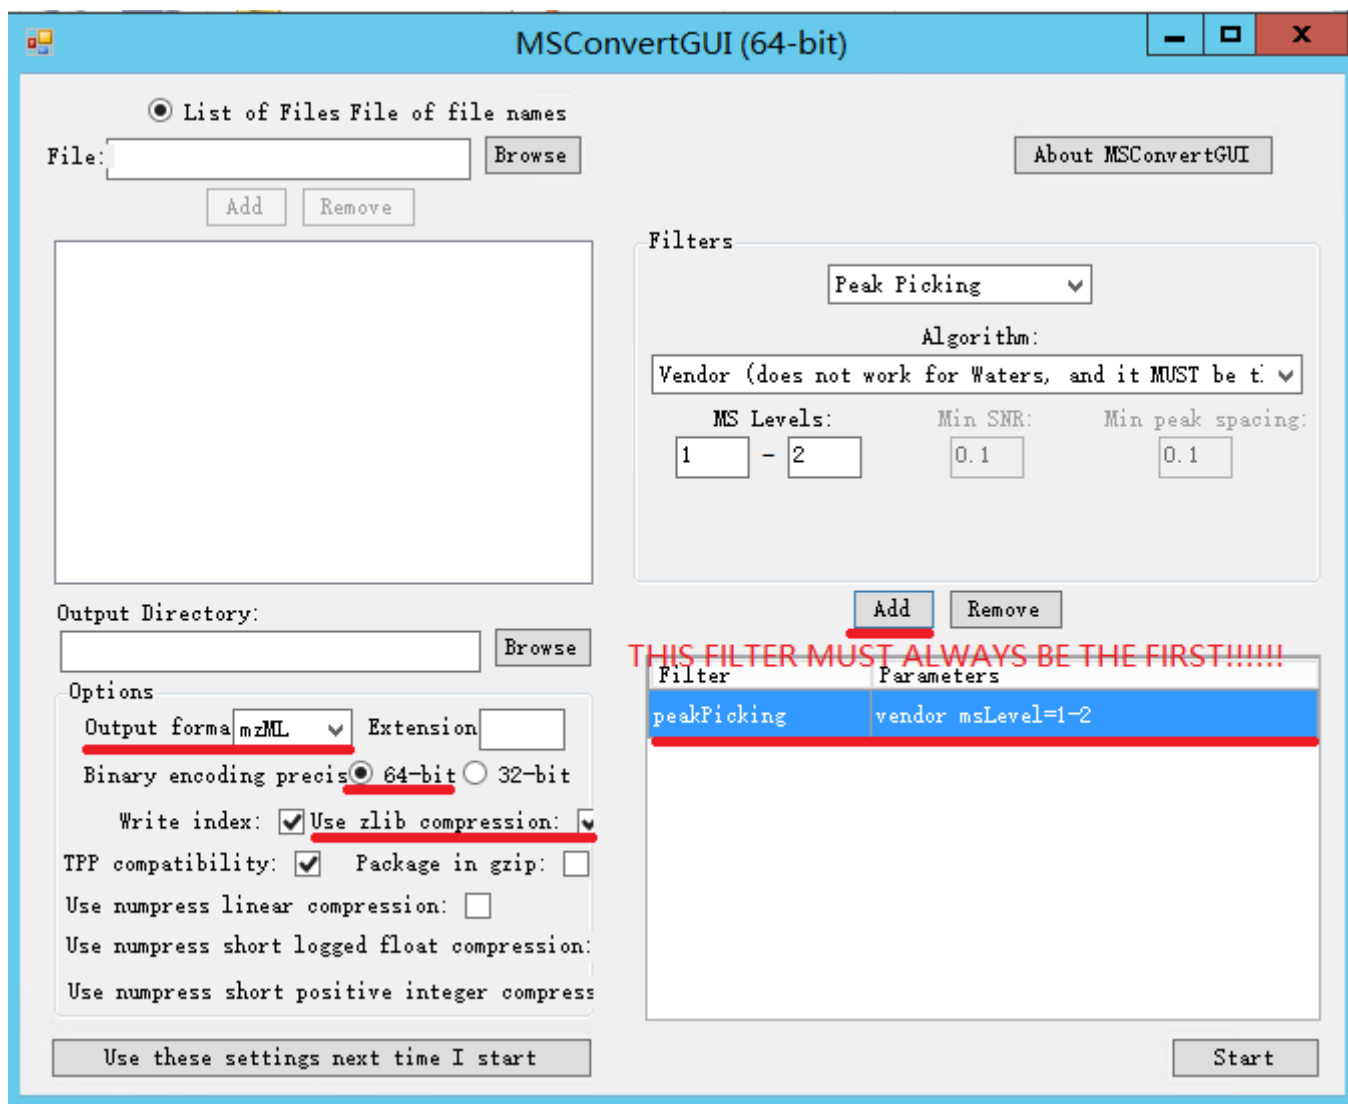 MSConvertGUI (64-bit)
List of Files File of file names
File:
Browse
About MSConvertGUI
Add Remove
Filters
Peak Picking
Algorithm:
Vendor (does not work for Waters, and it MUST be t
MS Levels: Min SNR: Min peak spacing:
1 - 2 0.1 0.1
Add Remove
Output Directory:
Browse
THIS FILTER MUST ALWAYS BE THE FIRST!!!!!!
Filter Parameters
peakPicking vendor msLevel=1-2
Options
Output forma mzML Extension
Binary encoding precis 64-bit 32-bit
Write index: Use zlib compression:
TPP compatibility: Package in gzip:
Use numpress linear compression:
Use numpress short logged float compression:
Use numpress short positive integer compress
Use these settings next time I start
Start